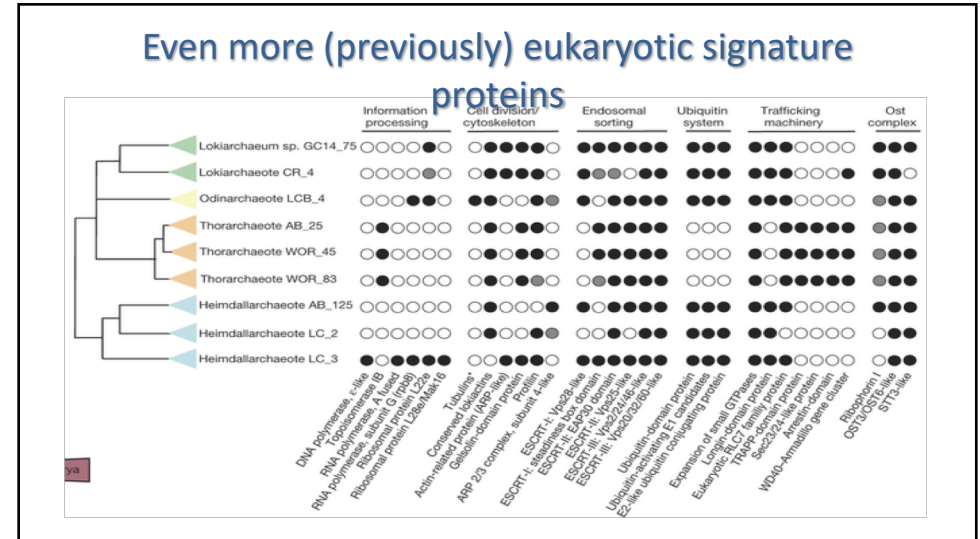 Even more (previously) eukaryotic signature
proteins
Information
processing
Cell division/
cytoskeleton
Endosomal
sorting
Ubiquitin
system
Trafficking
machinery
Ost
complex
Lokiarchaeum sp. GC14_75
Lokiarchaeote CR_4
Odinarchaeote LCB_4
Thorarchaeote AB_25
Thorarchaeote WOR_45
Thorarchaeote WOR_83
Heimdallarchaeote AB_125
Heimdallarchaeote LC_2
Heimdallarchaeote LC_3
DNA polymerase, ε-like
Topoisomerase IB
RNA polymerase, A fused
RNA polymerase, subunit G (rpb8)
Ribosomal protein L22e
Ribosomal protein L28e/Mak16
Tubulins*
Conserved lokiactins
Actin-related protein (ARP-like)
Gelsolin-domain protein
Profilin
ARP 2/3 complex, subunit 4-like
ESCRT-I: Vps28-like
ESCRT-I: steadiness box domain
ESCRT-II: EAP30 domain
ESCRT-II: Vps25-like
ESCRT-III: Vps2/24/46-like
ESCRT-III: Vps20/32/60-like
Ubiquitin-domain protein
Ubiquitin-activating E1 candidates
E2-like ubiquitin conjugating protein
Expansion of small GTPases
Longin-domain protein
Eukaryotic RLC7 family protein
TRAPP-domain protein
Sec23/24-like protein
Arrestin-domain
WD40–Armadillo gene cluster
Ribophorin I
OST3/OST6-like
STT3-like
ya